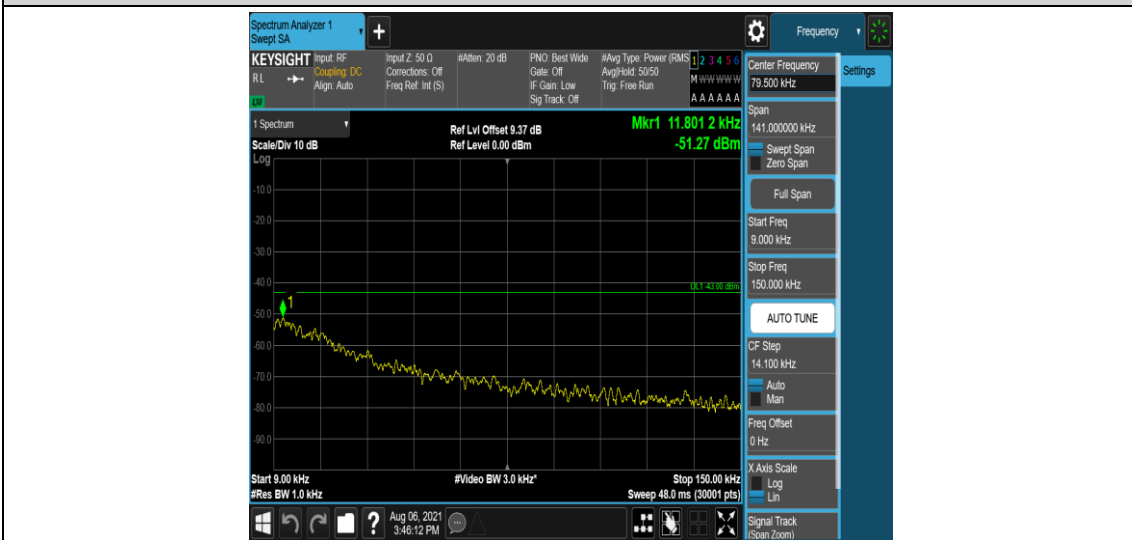 Spectrum Analyzer 1
Swept SA
+
Frequency
KEYSIGHT
R L
LXI
Input: RF
Coupling: DC
Align: Auto
Input Z: 50 Ω
Corrections: Off
Freq Ref: Int (S)
#Atten: 20 dB
PNO: Best Wide
Gate: Off
IF Gain: Low
Sig Track: Off
#Avg Type: Power (RMS
Avg|Hold: 50/50
Trig: Free Run
1 2 3 4 5 6
M W W W W W
A A A A A A
Center Frequency
79.500 kHz
Settings
1 Spectrum
Scale/Div 10 dB
Ref Lvl Offset 9.37 dB
Ref Level 0.00 dBm
Mkr1 11.801 2 kHz
-51.27 dBm
Span
141.000000 kHz
Swept Span
Zero Span
Full Span
Start Freq
9.000 kHz
Stop Freq
150.000 kHz
AUTO TUNE
CF Step
14.100 kHz
Auto
Man
Freq Offset
0 Hz
X Axis Scale
Log
Lin
Signal Track
(Span Zoom)
Log
-10.0
-20.0
-30.0
-40.0
DL1 -43.00 dBm
1
-50.0
-60.0
-70.0
-80.0
-90.0
Start 9.00 kHz
#Video BW 3.0 kHz*
Stop 150.00 kHz
#Res BW 1.0 kHz
Sweep 48.0 ms (30001 pts)
?
Aug 06, 2021
3:46:12 PM